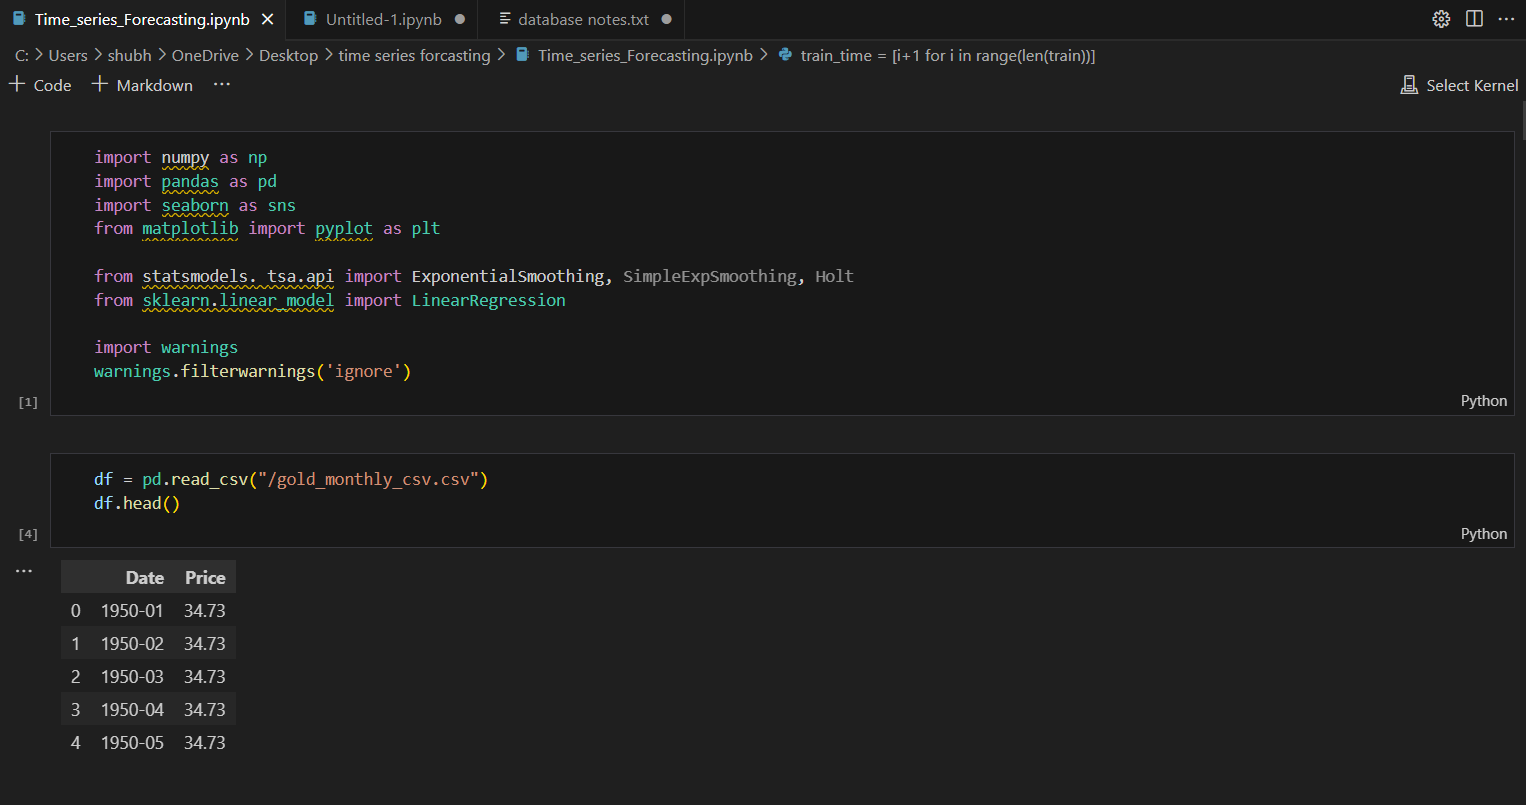 Time_series_Forecasting.ipynb Untitled-1.ipynb database notes.txt
C: > Users > shubh > OneDrive > Desktop > time series forcasting > Time_series_Forecasting.ipynb > train_time = [i+1 for i in range(len(train))]
+ Code + Markdown ... Select Kernel
import numpy as np
import pandas as pd
import seaborn as sns
from matplotlib import pyplot as plt
from statsmodels. tsa.api import ExponentialSmoothing, SimpleExpSmoothing, Holt
from sklearn.linear_model import LinearRegression
import warnings
warnings.filterwarnings('ignore')
[1] Python
df = pd.read_csv("/gold_monthly_csv.csv")
df.head()
[4] Python
...
Date Price
0 1950-01 34.73
1 1950-02 34.73
2 1950-03 34.73
3 1950-04 34.73
4 1950-05 34.73